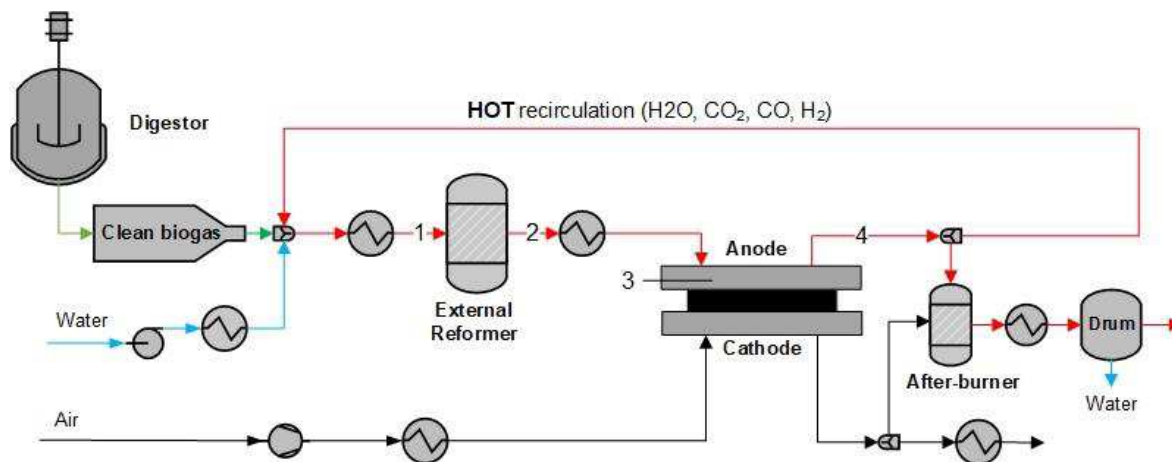 HOT recirculation (H2O, CO₂, CO, H₂)
Digestor
Clean biogas
1
2
4
Anode
3
External
Reformer
Water
Cathode
Drum
After-burner
Air
Water